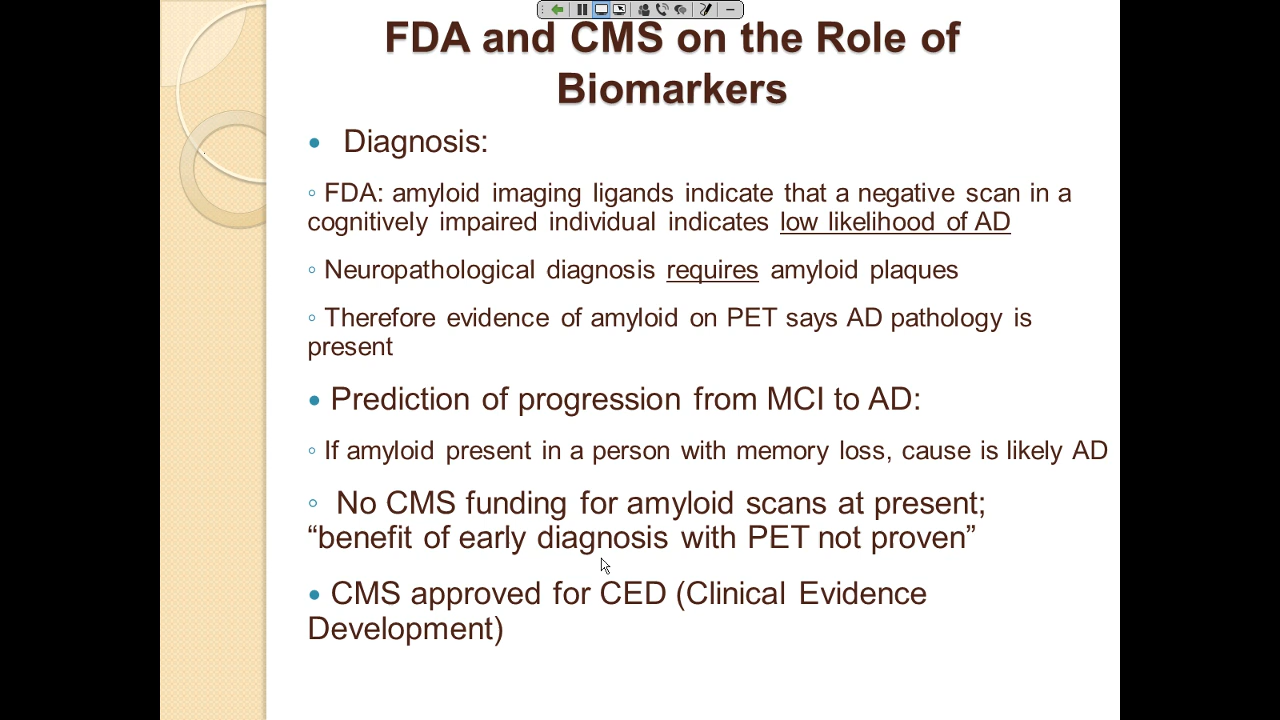 FDA and CMS on the Role of
Biomarkers
• Diagnosis:
◦ FDA: amyloid imaging ligands indicate that a negative scan in a
cognitively impaired individual indicates low likelihood of AD
◦ Neuropathological diagnosis requires amyloid plaques
◦ Therefore evidence of amyloid on PET says AD pathology is
present
• Prediction of progression from MCI to AD:
◦ If amyloid present in a person with memory loss, cause is likely AD
◦ No CMS funding for amyloid scans at present;
“benefit of early diagnosis with PET not proven”
• CMS approved for CED (Clinical Evidence
Development)